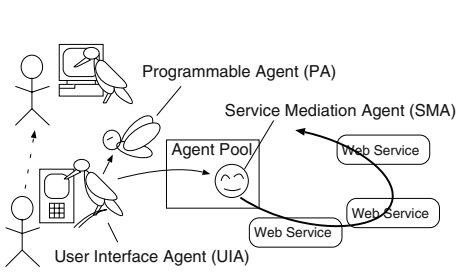 Programmable Agent (PA)
Service Mediation Agent (SMA)
Agent Pool
Web Service
Web Service
Web Service
User Interface Agent (UIA)